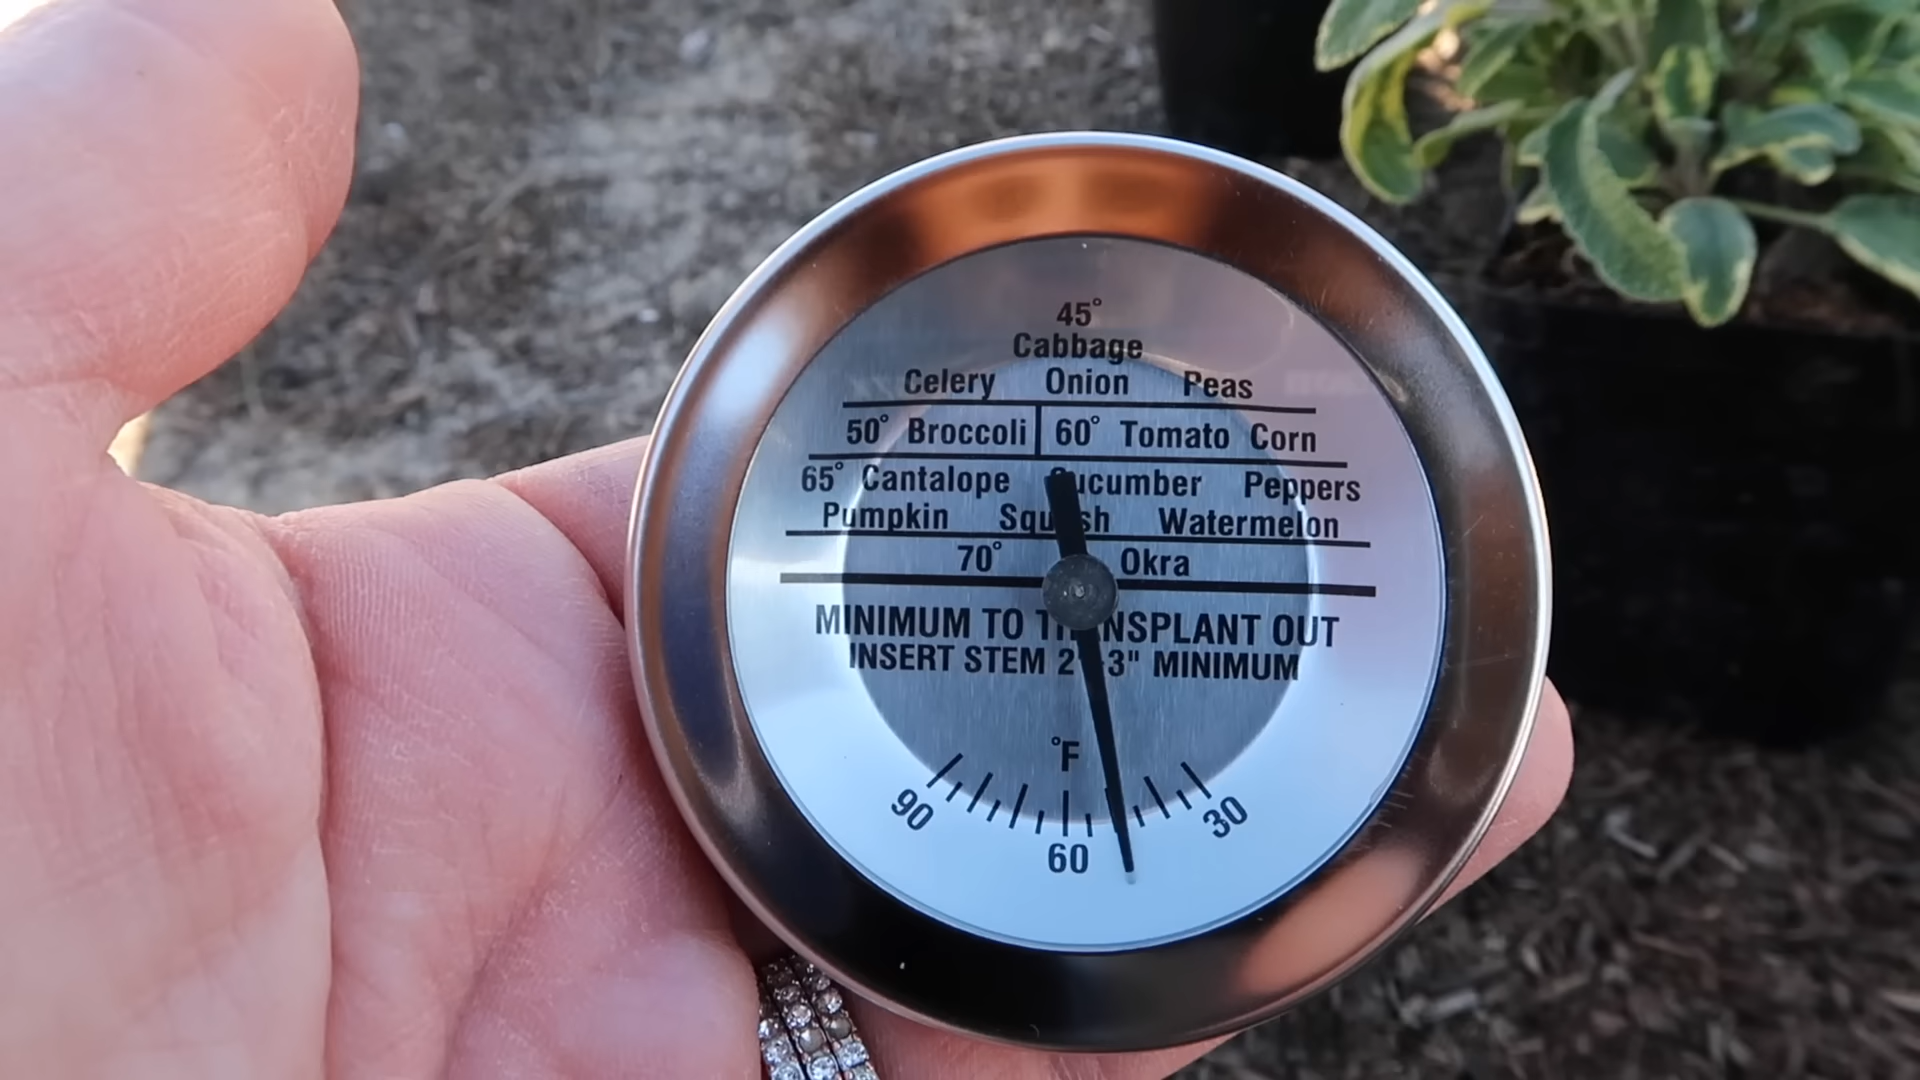 45°
Cabbage
Celery Onion Peas
50° Broccoli 60° Tomato Corn
65° Cantalope Cucumber Peppers
Pumpkin Squash Watermelon
70° Okra
MINIMUM TO TRANSPLANT OUT
INSERT STEM 2"-3" MINIMUM
°F
90 60 30